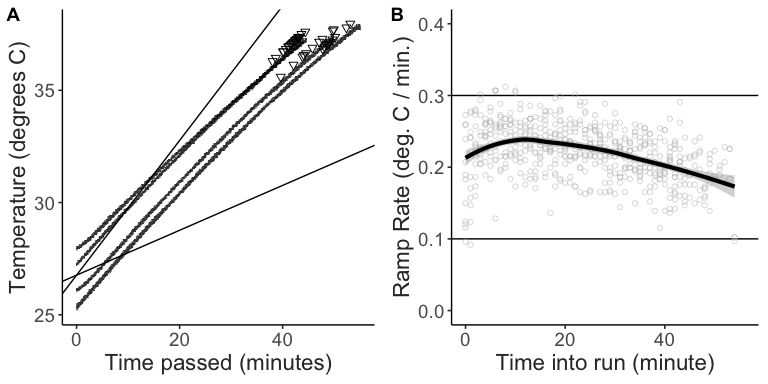 A
Temperature (degrees C)
35
30
25
0
20
40
Time passed (minutes)
B
Ramp Rate (deg. C / min.)
0.4
0.3
0.2
0.1
0.0
0
20
40
Time into run (minute)